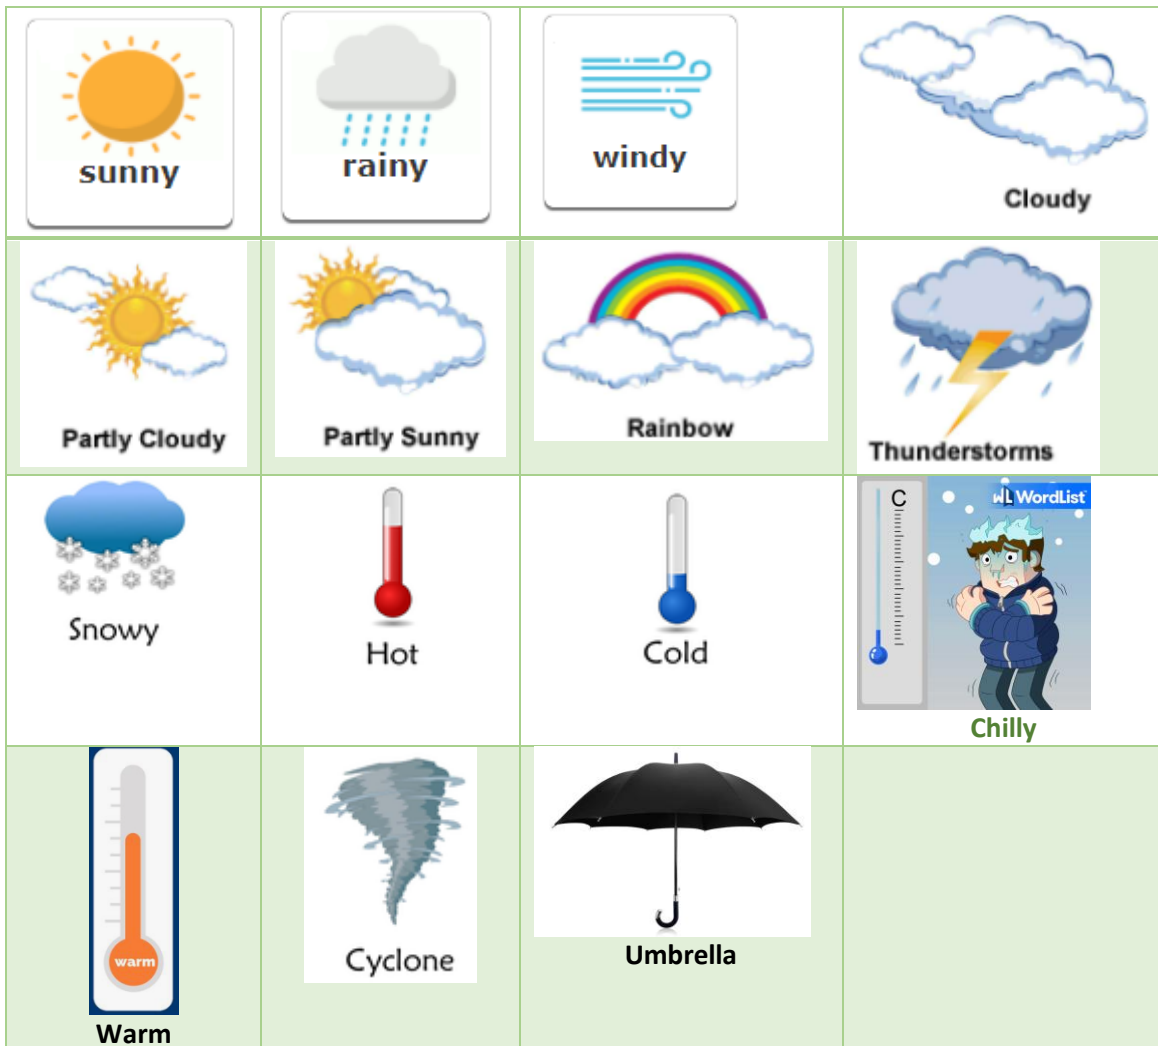 sunny
rainy
windy
Cloudy
Partly Cloudy
Partly Sunny
Rainbow
Thunderstorms
Snowy
Hot
Cold
C
WL WordList
Chilly
warm
Warm
Cyclone
Umbrella